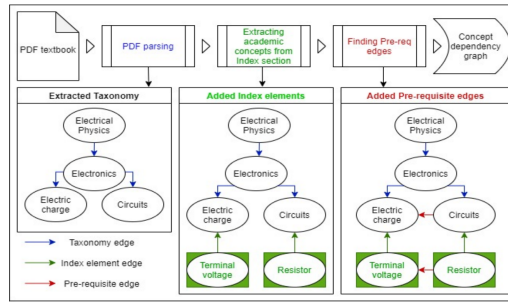 PDF textbook
PDF parsing
Extracting
academic
concepts from
Index section
Finding Pre-req
edges
Concept
dependency
graph
Extracted Taxonomy
Electrical
Physics
Electronics
Electric
charge
Circuits
Taxonomy edge
Index element edge
Pre-requisite edge
Added Index elements
Electrical
Physics
Electronics
Electric
charge
Circuits
Terminal
voltage
Resistor
Added Pre-requisite edges
Electrical
Physics
Electronics
Electric
charge
Circuits
Terminal
voltage
Resistor